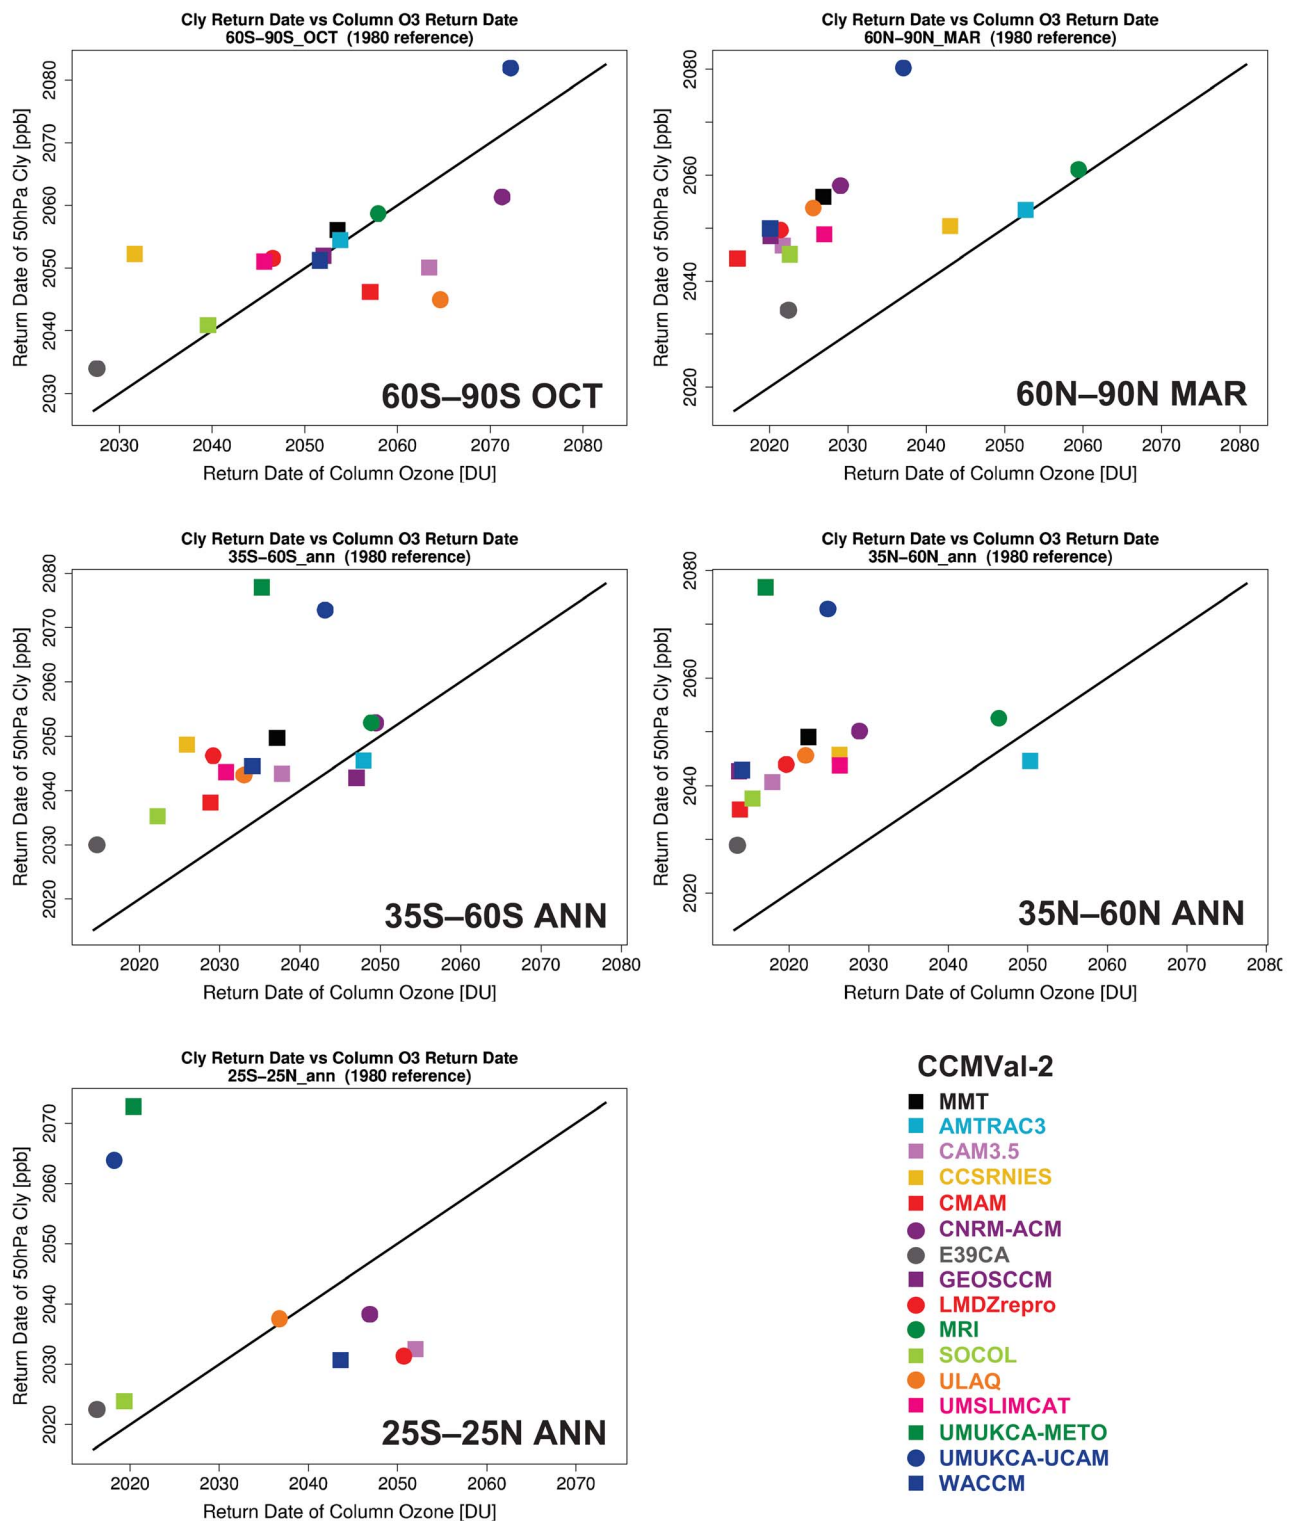 Cly Return Date vs Column O3 Return Date
60S–90S_OCT (1980 reference)
Return Date of 50hPa Cly [ppb]
2080
2070
2060
2050
2040
2030
60S–90S OCT
2030 2040 2050 2060 2070 2080
Return Date of Column Ozone [DU]
Cly Return Date vs Column O3 Return Date
60N–90N_MAR (1980 reference)
Return Date of 50hPa Cly [ppb]
2080
2060
2040
2020
60N–90N MAR
2020 2030 2040 2050 2060 2070 2080
Return Date of Column Ozone [DU]
Cly Return Date vs Column O3 Return Date
35S–60S_ann (1980 reference)
Return Date of 50hPa Cly [ppb]
2080
2070
2060
2050
2040
2030
2020
35S–60S ANN
2020 2030 2040 2050 2060 2070 2080
Return Date of Column Ozone [DU]
Cly Return Date vs Column O3 Return Date
35N–60N_ann (1980 reference)
Return Date of 50hPa Cly [ppb]
2080
2060
2040
2020
35N–60N ANN
2020 2030 2040 2050 2060 2070 2080
Return Date of Column Ozone [DU]
Cly Return Date vs Column O3 Return Date
25S–25N_ann (1980 reference)
Return Date of 50hPa Cly [ppb]
2070
2060
2050
2040
2030
2020
25S–25N ANN
2020 2030 2040 2050 2060 2070
Return Date of Column Ozone [DU]
CCMVal-2
MMT
AMTRAC3
CAM3.5
CCSRNIES
CMAM
CNRM-ACM
E39CA
GEOSCCM
LMDZrepro
MRI
SOCOL
ULAQ
UMSLIMCAT
UMUKCA-METO
UMUKCA-UCAM
WACCM